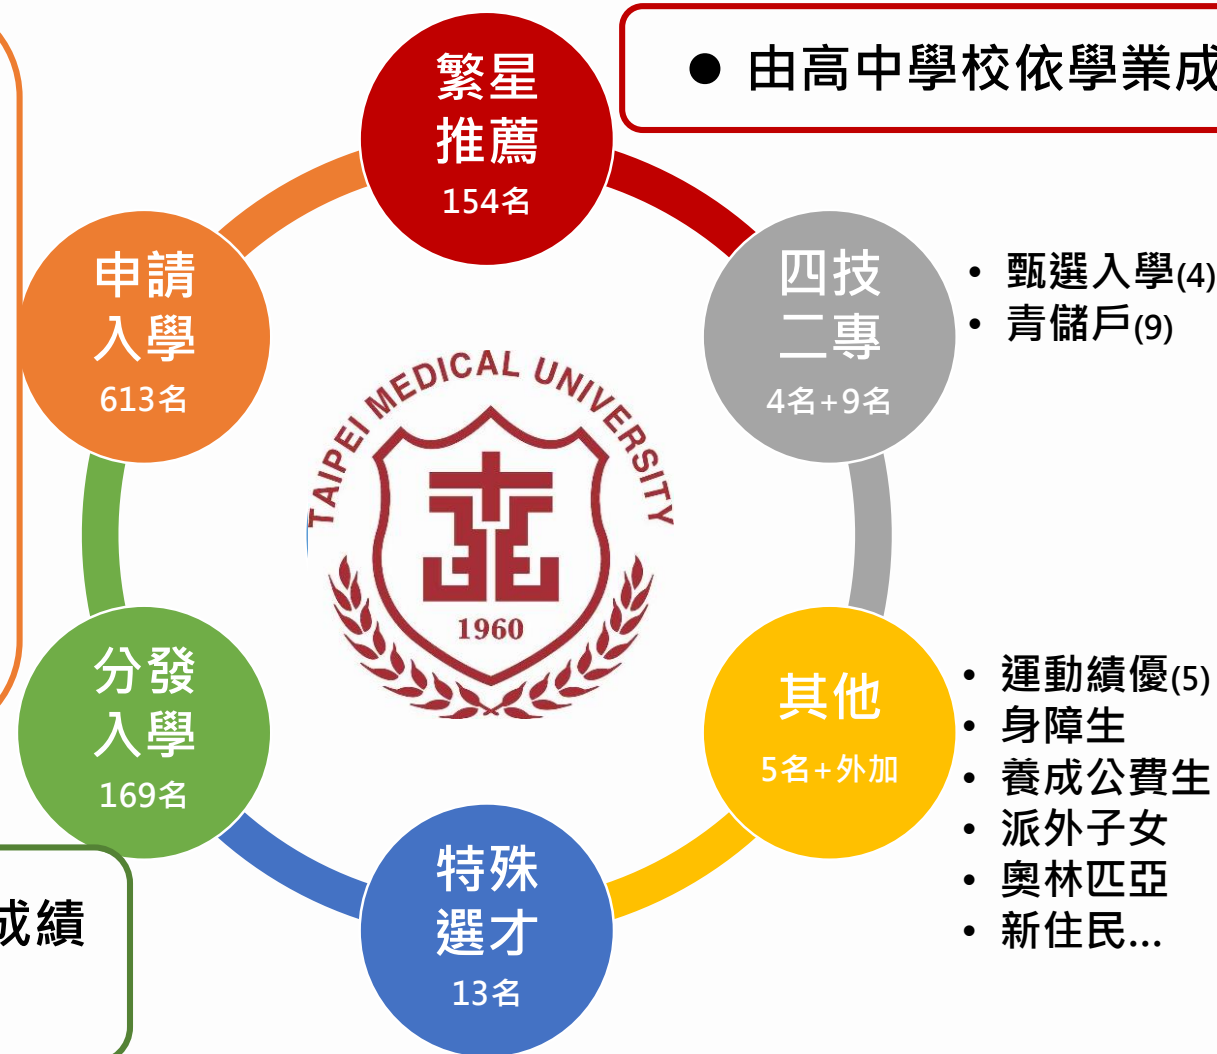 繁星
推薦
154名
● 由高中學校依學業成
申請
入學
613名
四技
二專
4名+9名
• 甄選入學(4)
• 青儲戶(9)
TAIPEI MEDICAL UNIVERSITY
1960
分發
入學
169名
其他
5名+外加
• 運動績優(5)
• 身障生
• 養成公費生
• 派外子女
• 奧林匹亞
• 新住民...
特殊
選才
13名
成績